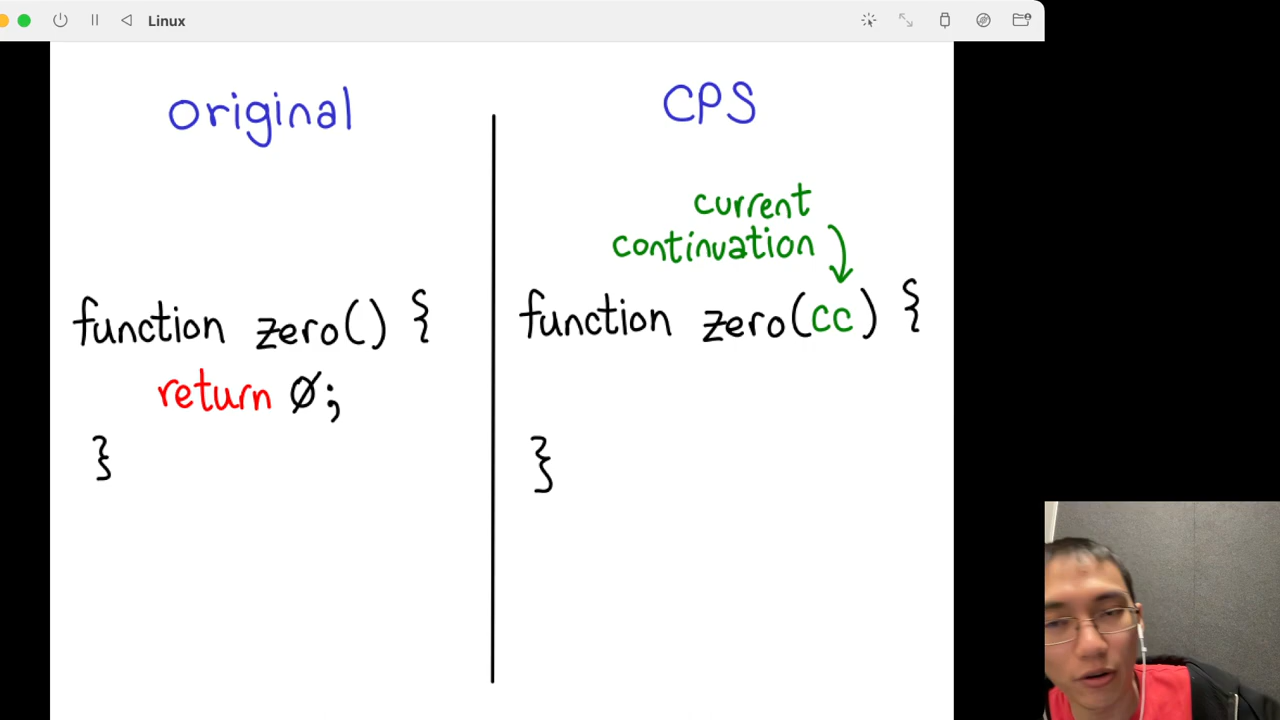 Linux
original
function zero() {
return 0;
}
CPS
current
continuation
function zero(cc) {
}